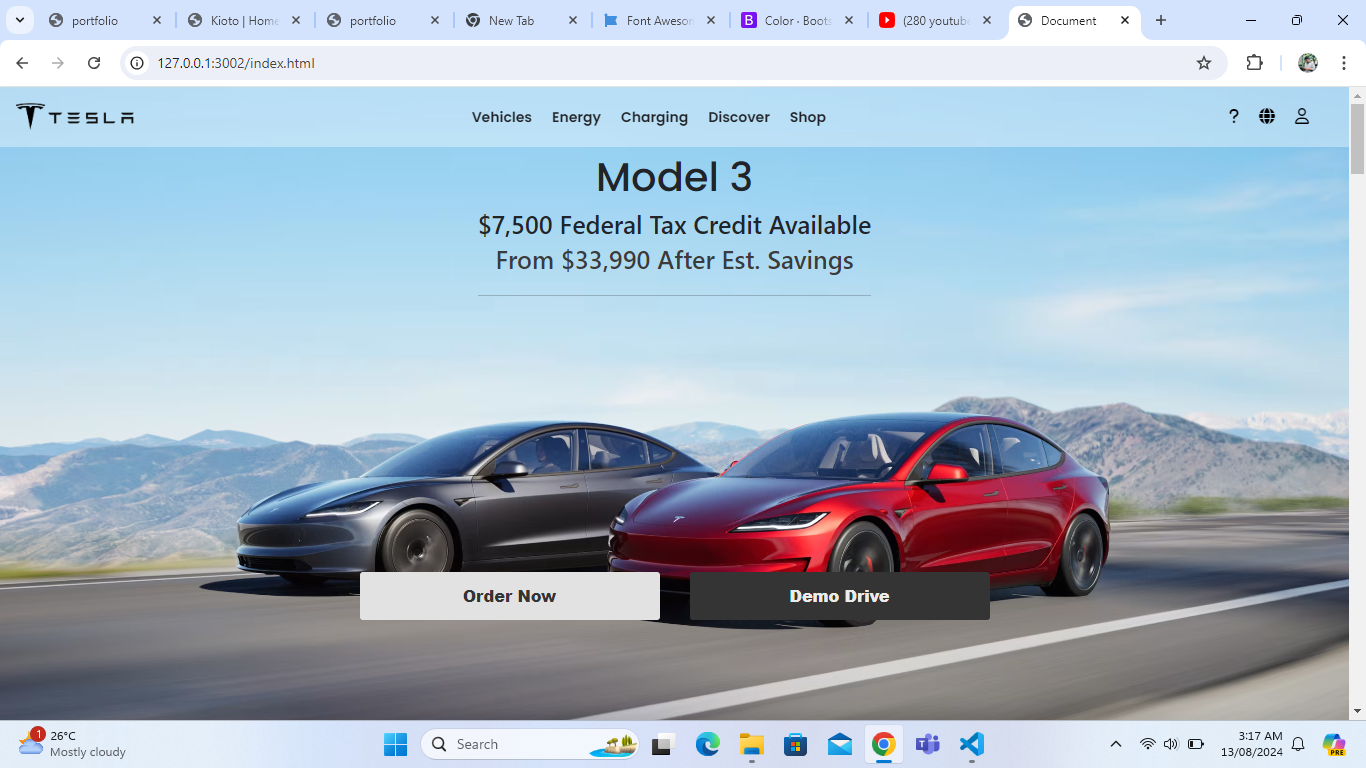 portfolio
Kioto | Home
portfolio
New Tab
Font Aweson
Color · Boots
(280 youtube
Document
127.0.0.1:3002/index.html
TESLA
Vehicles Energy Charging Discover Shop
?
Model 3
$7,500 Federal Tax Credit Available
From $33,990 After Est. Savings
Order Now
Demo Drive
1
26°C
Mostly cloudy
Search
3:17 AM
13/08/2024
PRE